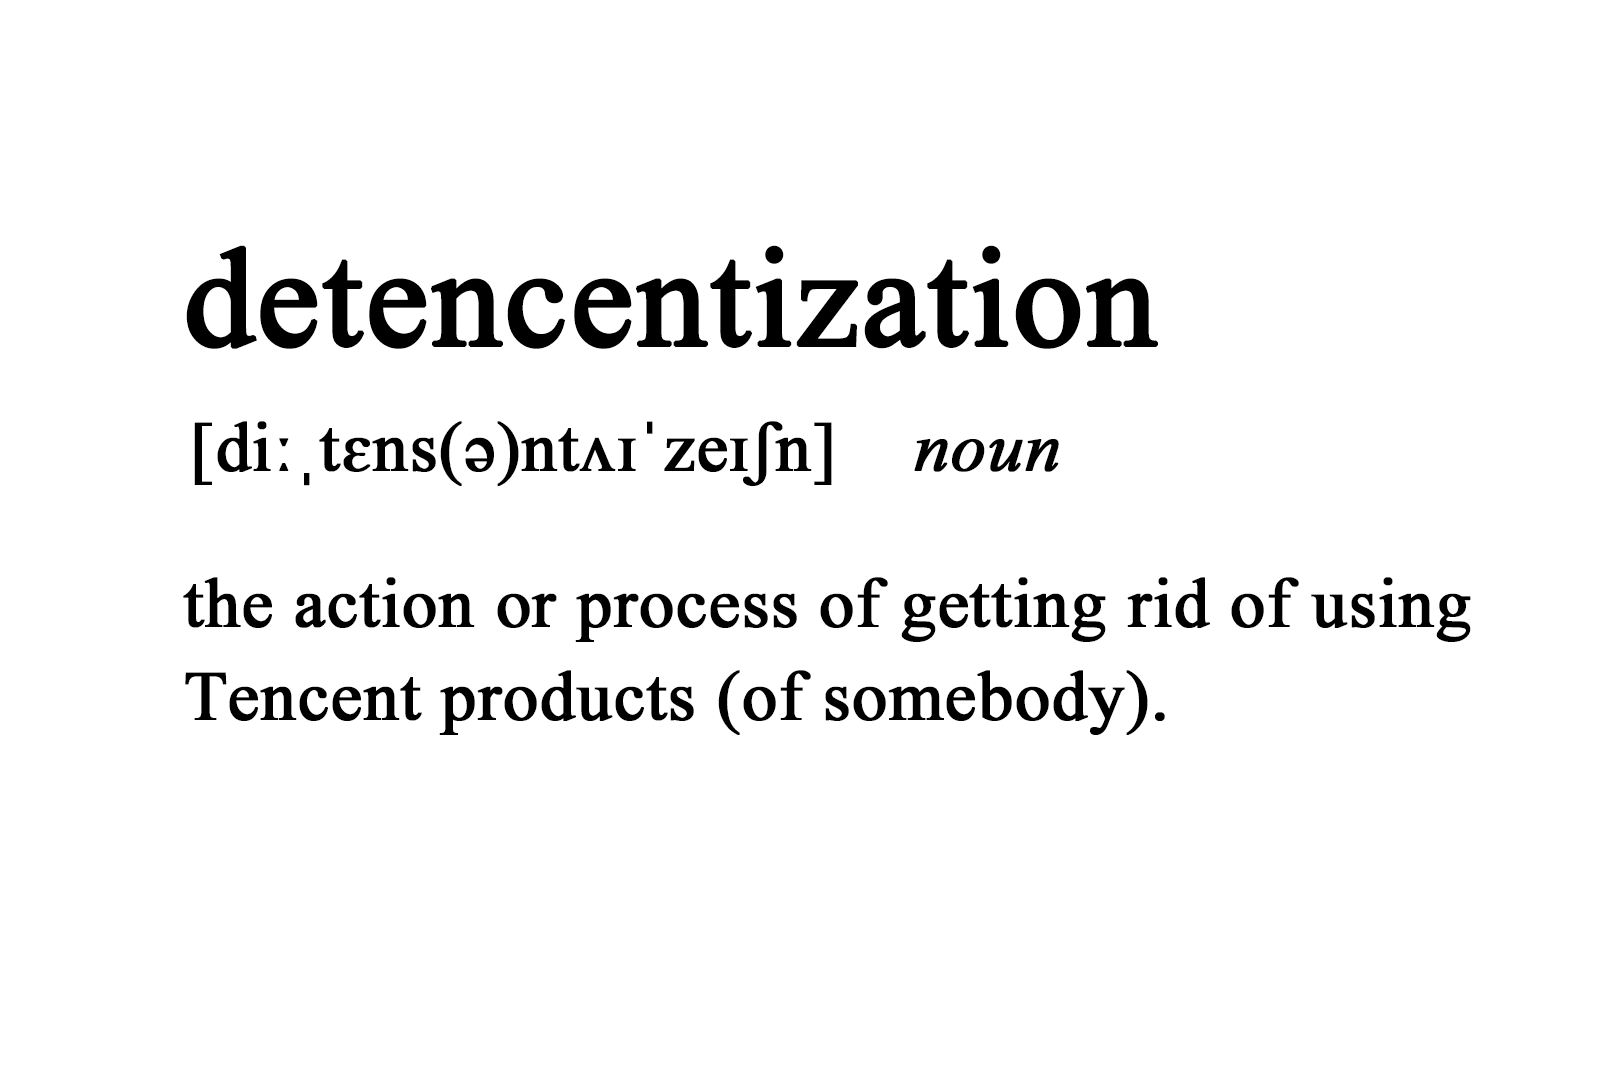 detencentization
[diːˌtɛns(ə)ntʌɪˈzeɪʃn] noun
the action or process of getting rid of using
Tencent products (of somebody).